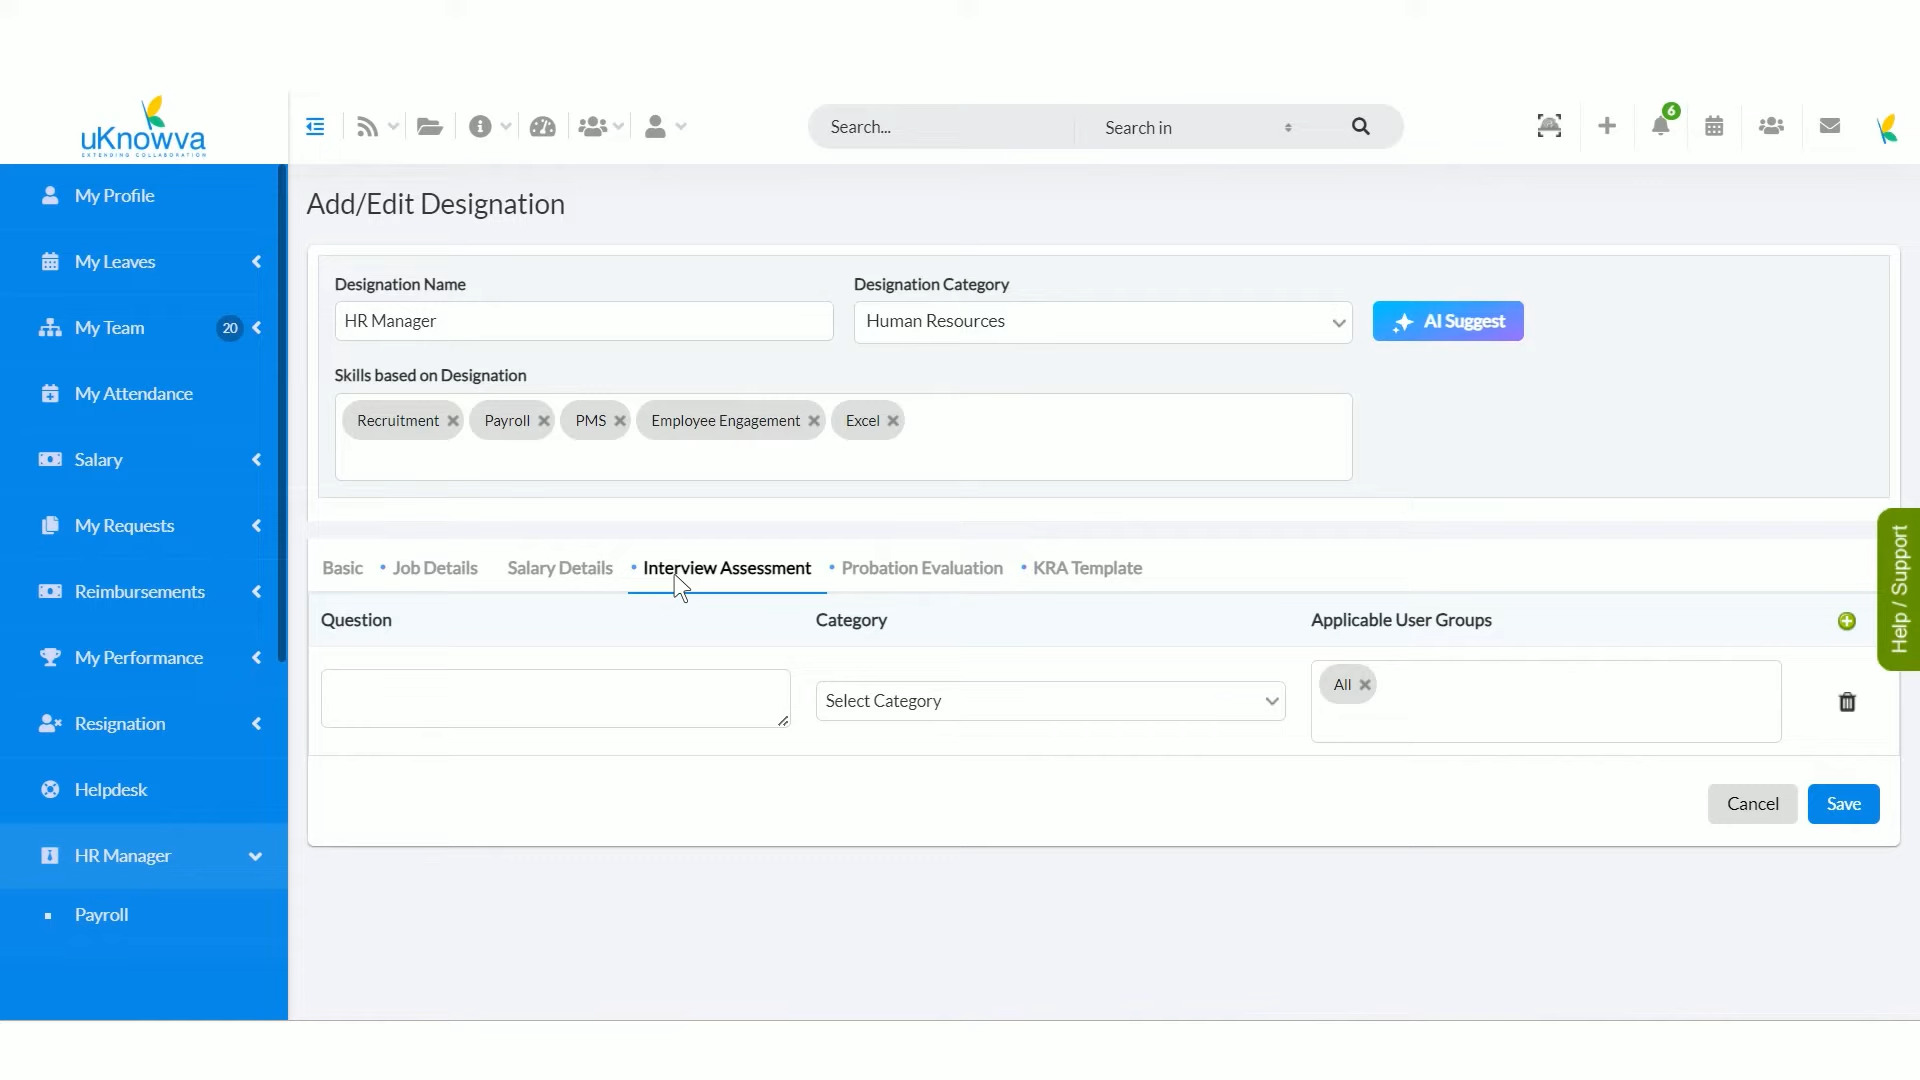 uKnowva
EXTENDING COLLABORATION
Search...
Search in
6
My Profile
My Leaves
My Team 20
My Attendance
Salary
My Requests
Reimbursements
My Performance
Resignation
Helpdesk
HR Manager
Payroll
Add/Edit Designation
Designation Name
HR Manager
Designation Category
Human Resources
AI Suggest
Skills based on Designation
Recruitment Payroll PMS Employee Engagement Excel
Basic Job Details Salary Details Interview Assessment Probation Evaluation KRA Template
Question Category Applicable User Groups
Select Category
All
Cancel Save
Help / Support